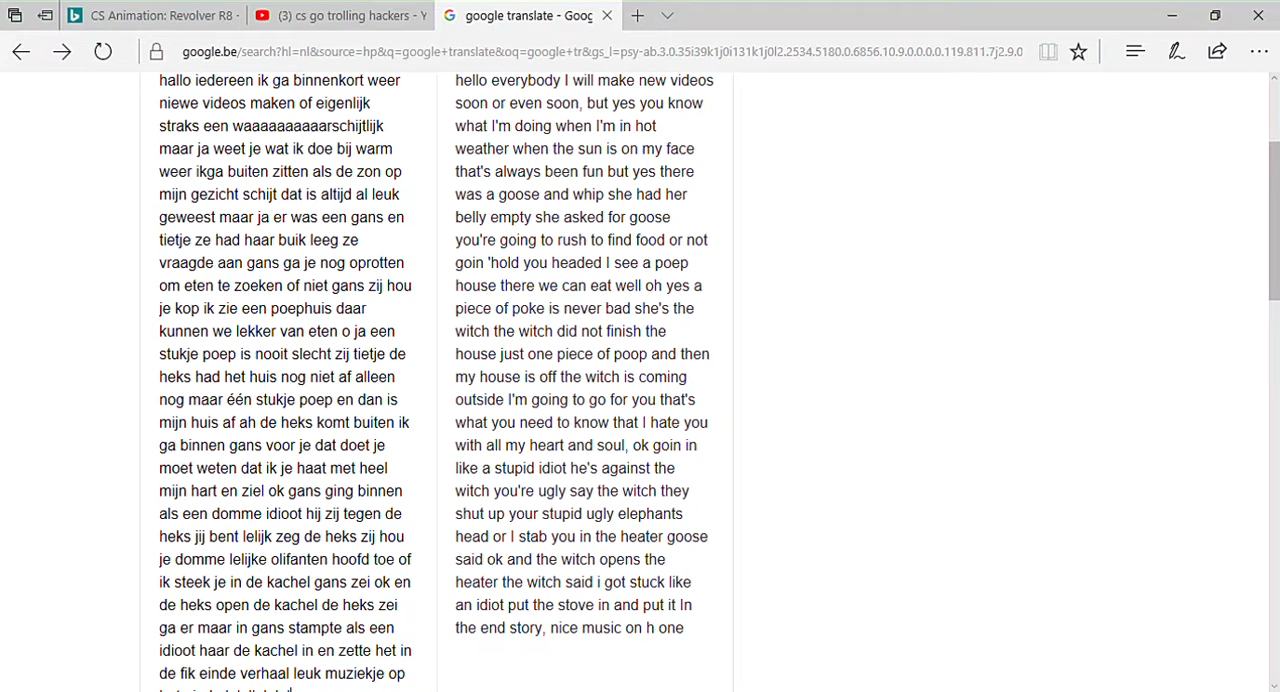 CS Animation: Revolver R8 -
(3) cs go trolling hackers - Y
google translate - Goog
google.be/search?hl=nl&source=hp&q=google+translate&oq=google+tr&gs_l=psy-ab.3.0.35i39k1j0i131k1j0l2.2534.5180.0.6856.10.9.0.0.0.0.119.811.7j2.9.0
hallo iedereen ik ga binnenkort weer
niewe videos maken of eigenlijk
straks een waaaaaaaaaarschijtlijk
maar ja weet je wat ik doe bij warm
weer ikga buiten zitten als de zon op
mijn gezicht schijt dat is altijd al leuk
geweest maar ja er was een gans en
tietje ze had haar buik leeg ze
vraagde aan gans ga je nog oprotten
om eten te zoeken of niet gans zij hou
je kop ik zie een poephuis daar
kunnen we lekker van eten o ja een
stukje poep is nooit slecht zij tietje de
heks had het huis nog niet af alleen
nog maar één stukje poep en dan is
mijn huis af ah de heks komt buiten ik
ga binnen gans voor je dat doet je
moet weten dat ik je haat met heel
mijn hart en ziel ok gans ging binnen
als een domme idioot hij zij tegen de
heks jij bent lelijk zeg de heks zij hou
je domme lelijke olifanten hoofd toe of
ik steek je in de kachel gans zei ok en
de heks open de kachel de heks zei
ga er maar in gans stampte als een
idioot haar de kachel in en zette het in
de fik einde verhaal leuk muziekje op
hello everybody I will make new videos
soon or even soon, but yes you know
what I'm doing when I'm in hot
weather when the sun is on my face
that's always been fun but yes there
was a goose and whip she had her
belly empty she asked for goose
you're going to rush to find food or not
goin 'hold you headed I see a poep
house there we can eat well oh yes a
piece of poke is never bad she's the
witch the witch did not finish the
house just one piece of poop and then
my house is off the witch is coming
outside I'm going to go for you that's
what you need to know that I hate you
with all my heart and soul, ok goin in
like a stupid idiot he's against the
witch you're ugly say the witch they
shut up your stupid ugly elephants
head or I stab you in the heater goose
said ok and the witch opens the
heater the witch said i got stuck like
an idiot put the stove in and put it In
the end story, nice music on h one